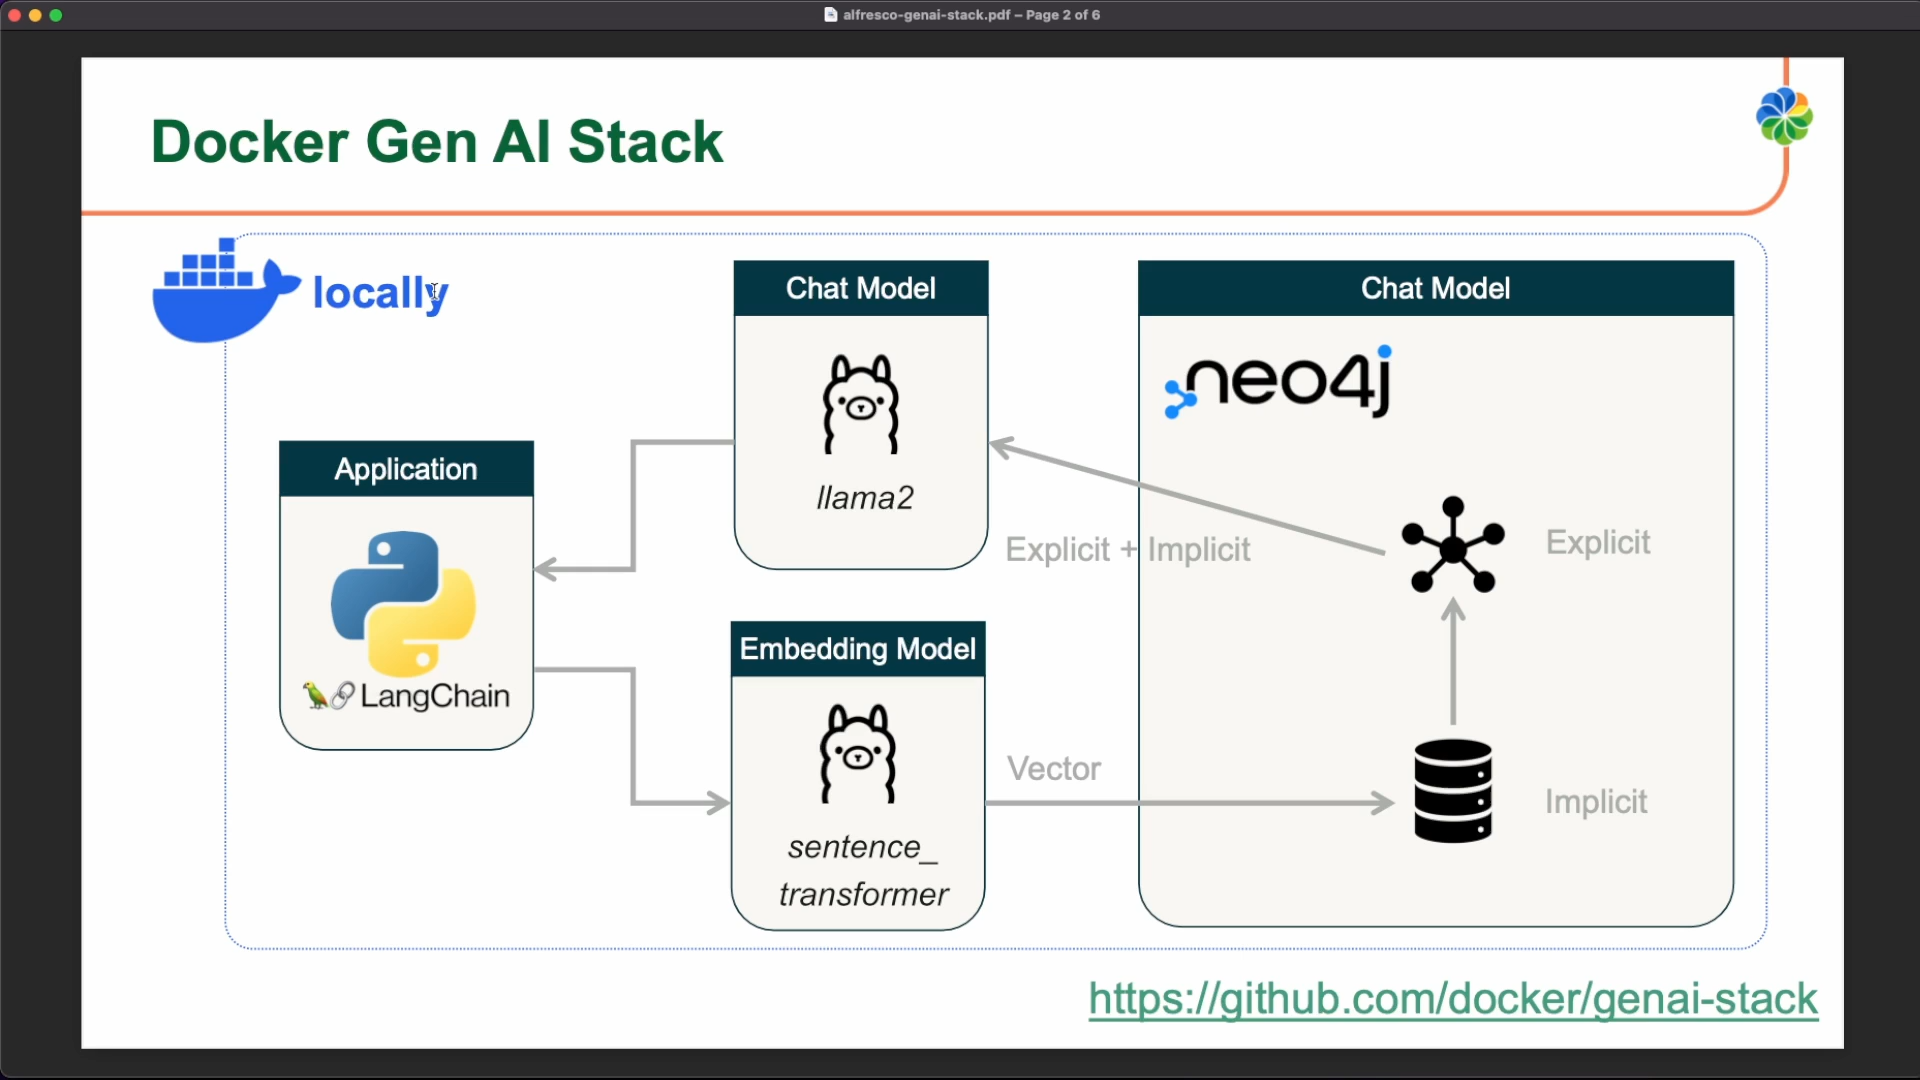 alfresco-genai-stack.pdf – Page 2 of 6
Docker Gen AI Stack
locally
Chat Model
llama2
Chat Model
neo4j
Application
LangChain
Explicit + Implicit
Explicit
Embedding Model
sentence_
transformer
Vector
Implicit
https://github.com/docker/genai-stack